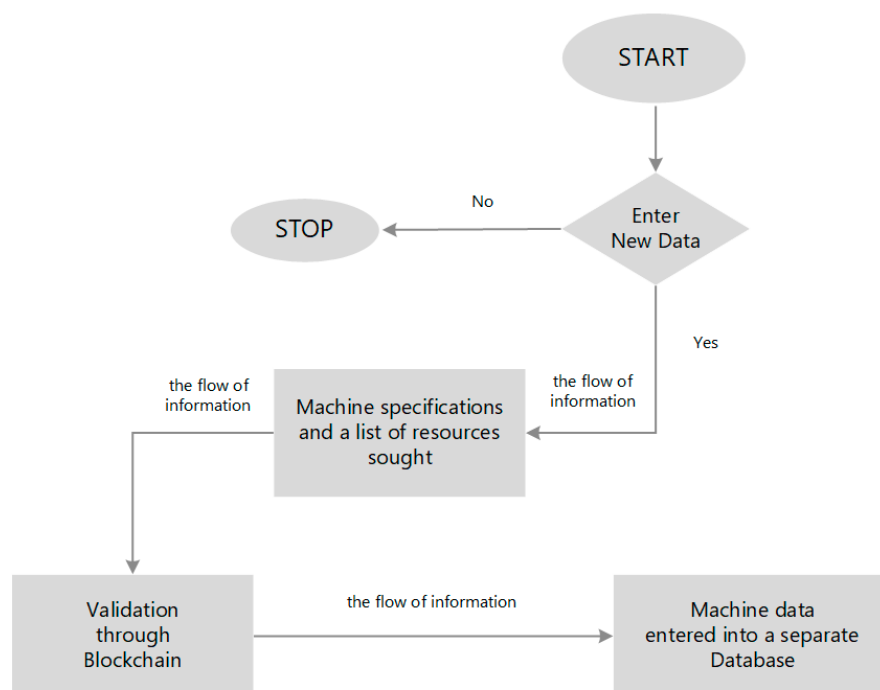 START
Enter
New Data
No
STOP
Yes
the flow of
information
Machine specifications
and a list of resources
sought
the flow of
information
Validation
through
Blockchain
the flow of information
Machine data
entered into a separate
Database